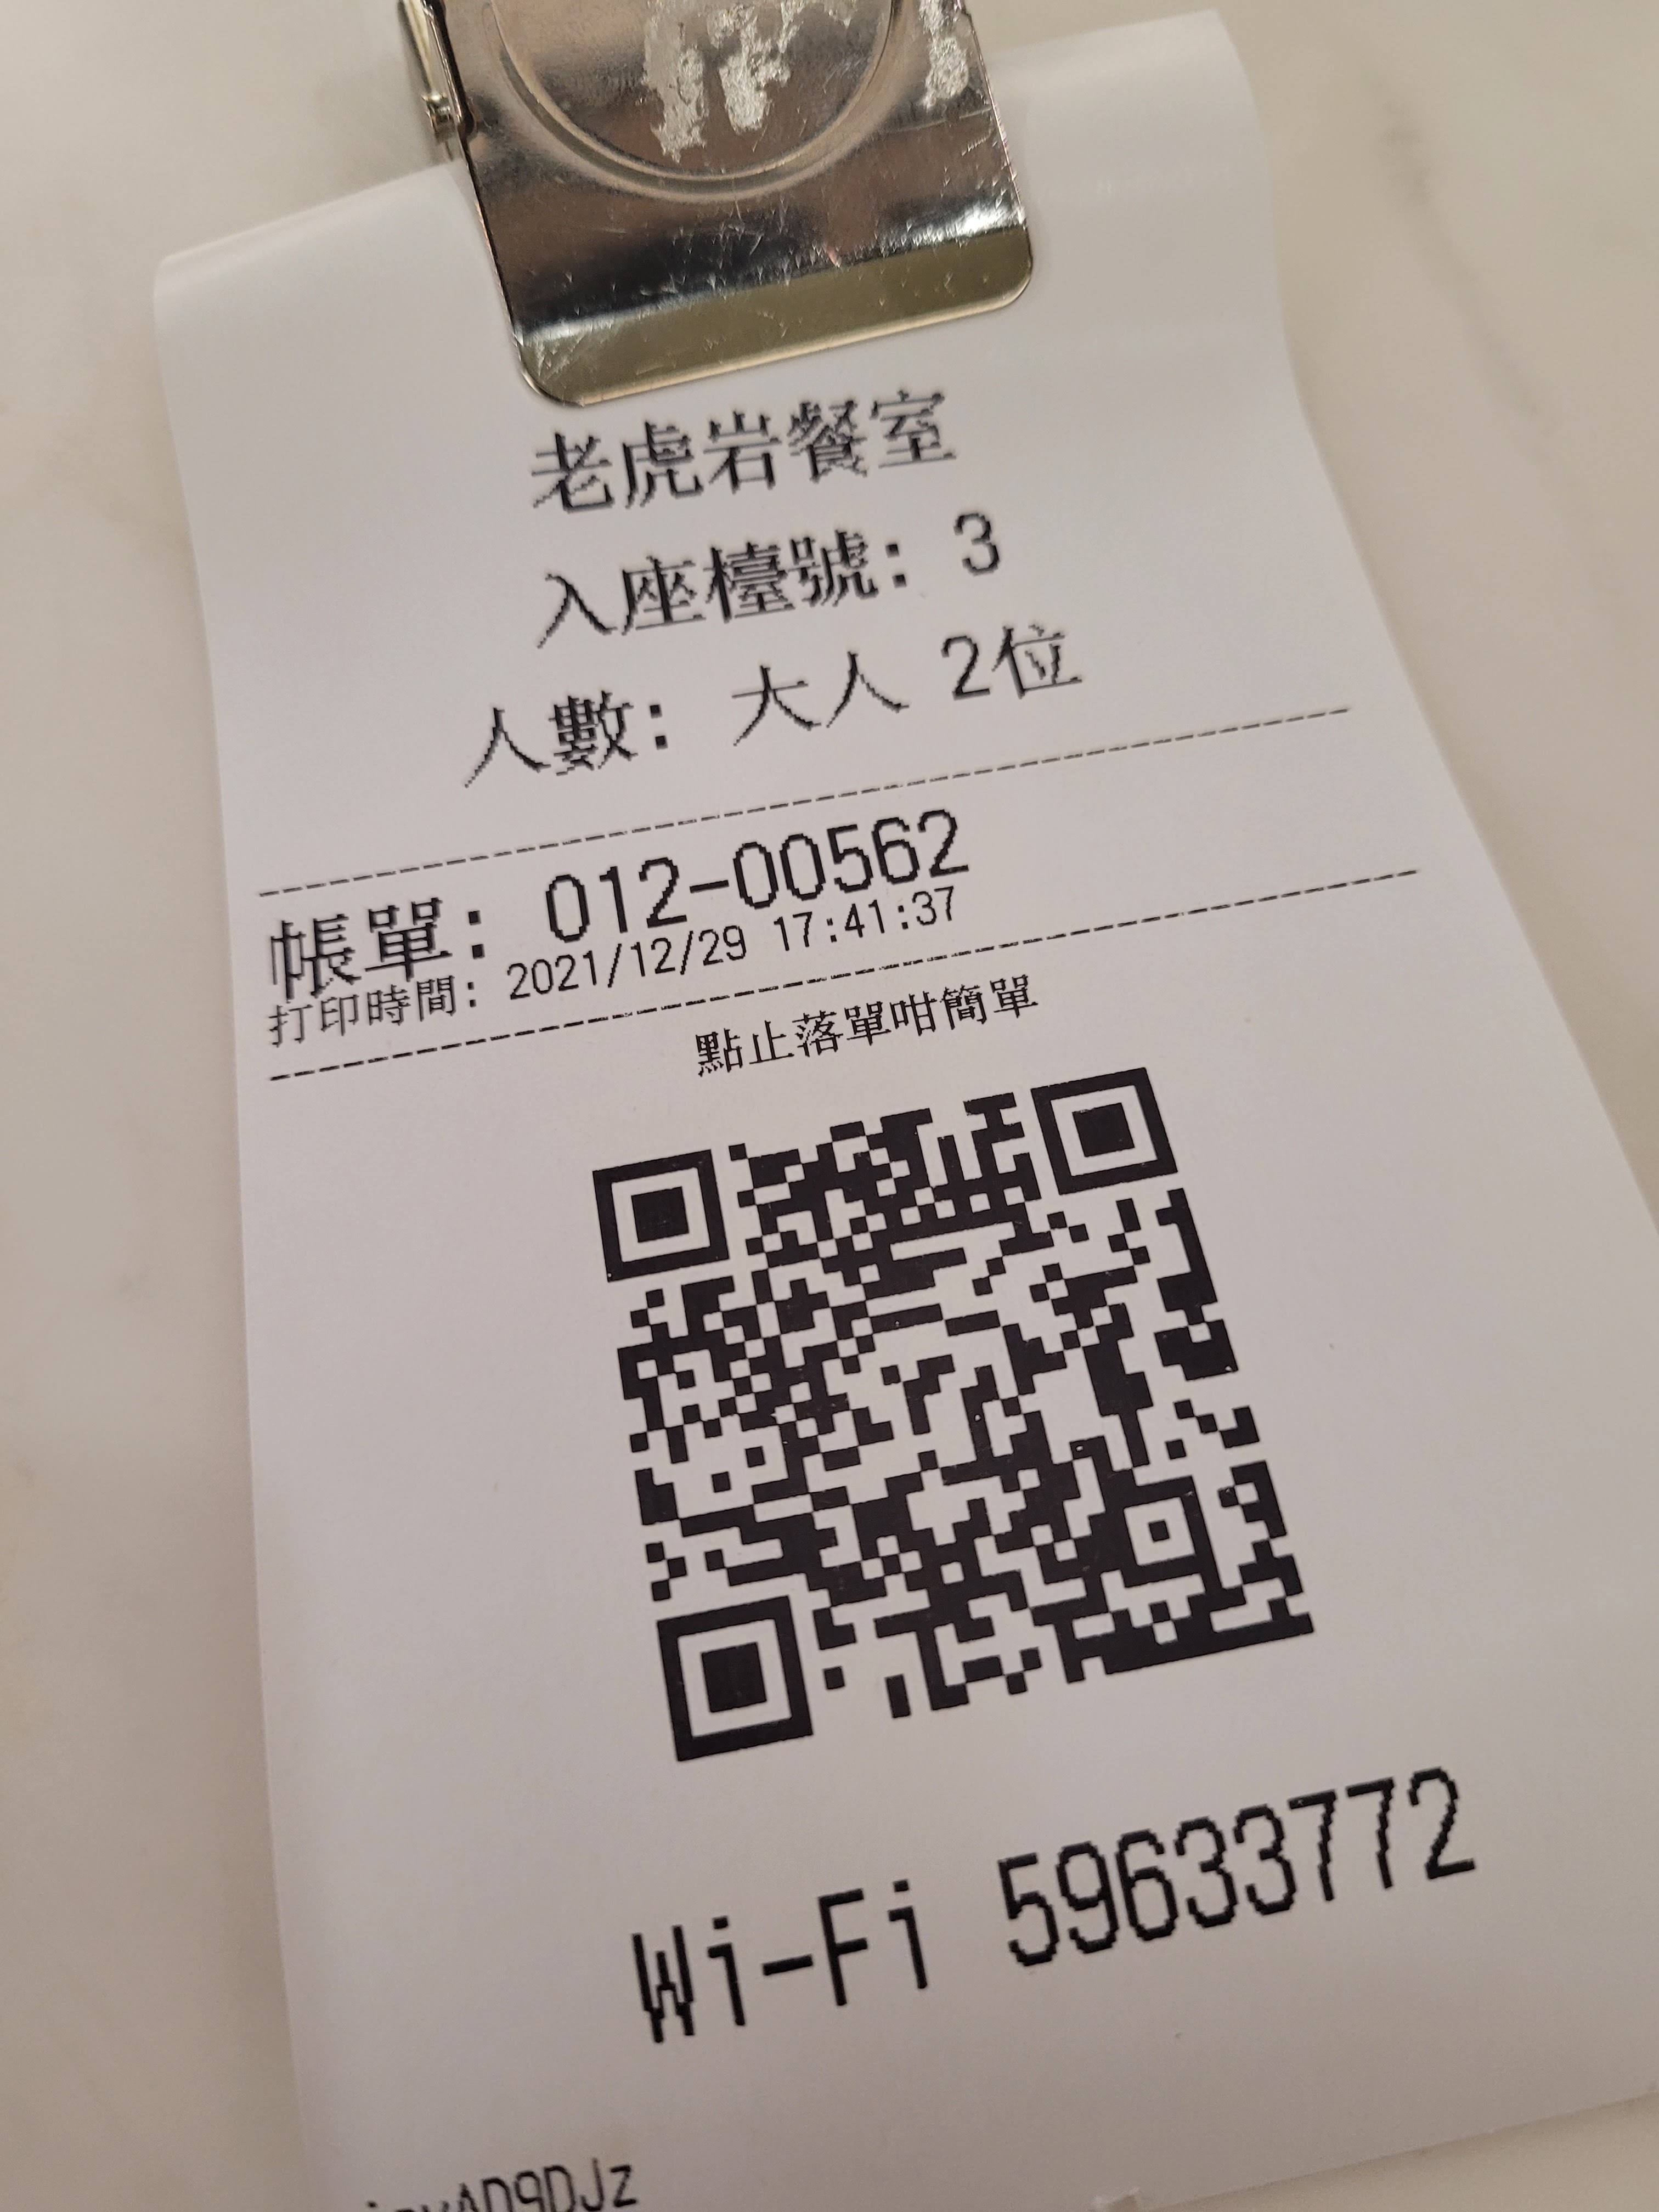 老虎岩餐室
入座檯號: 3
人數: 大人 2位
帳單: 012-00562
打印時間: 2021/12/29 17:41:37
點止落單咁簡單
Wi-Fi 59633772